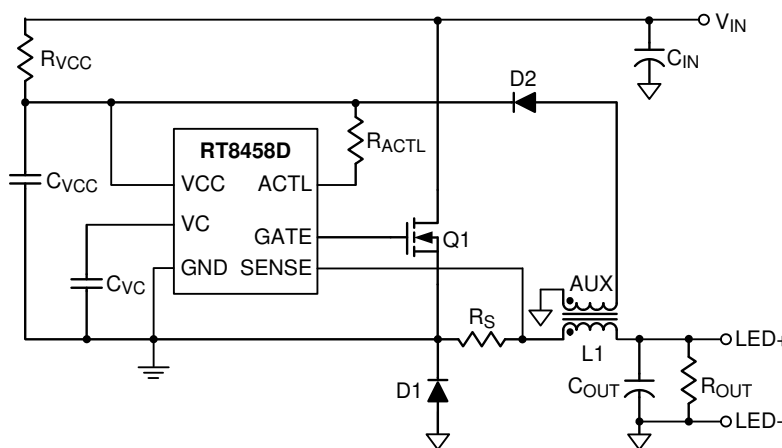 VIN
RVCC
CIN
D2
RT8458D
RACTL
CVCC
VCC
ACTL
VC
GATE
Q1
CVC
GND
SENSE
AUX
RS
LED+
L1
D1
COUT
ROUT
LED-